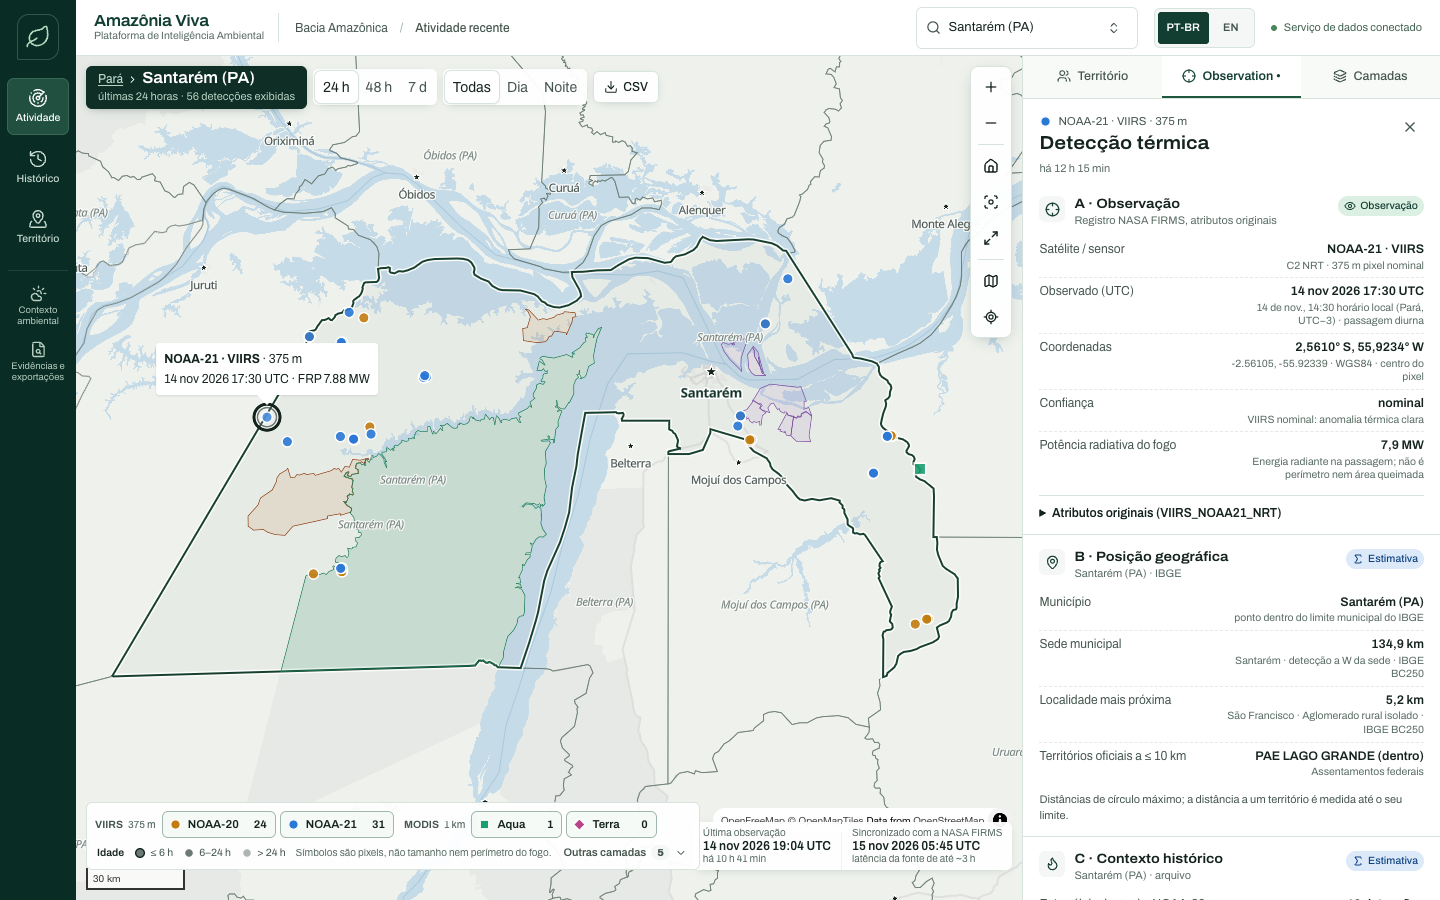 Amazônia Viva
Plataforma de Inteligência Ambiental
Bacia Amazônica / Atividade recente
Santarém (PA)
PT-BR EN
Serviço de dados conectado
Atividade
Histórico
Território
Contexto
ambiental
Evidências e
exportações
Pará › Santarém (PA)
últimas 24 horas · 56 detecções exibidas
24 h 48 h 7 d
Todas Dia Noite
CSV
Oriximiná
Óbidos (PA)
Óbidos
Curuá
Curuá (PA)
Alenquer
Monte Aleg
Juruti
Santarém (PA)
Santarém
NOAA-21 · VIIRS · 375 m
14 nov 2026 17:30 UTC · FRP 7.88 MW
Belterra
Mojuí dos Campos
Santarém (PA)
Santarém (PA)
Belterra (PA)
Mojuí dos Campos (PA)
VIIRS 375 m
NOAA-20 24
NOAA-21 31
MODIS 1 km
Aqua 1
Terra 0
Idade ≤ 6 h 6–24 h > 24 h
Símbolos são pixels, não tamanho nem perímetro do fogo.
Outras camadas 5
30 km
OpenFreeMap © OpenMapTiles Data from OpenStreetMap
Última observação
14 nov 2026 19:04 UTC
há 10 h 41 min
Sincronizado com a NASA FIRMS
15 nov 2026 05:45 UTC
latência da fonte de até ~3 h
Território
Observation •
Camadas
NOAA-21 · VIIRS · 375 m
Detecção térmica
há 12 h 15 min
A · Observação
Registro NASA FIRMS, atributos originais
Observação
Satélite / sensor
NOAA-21 · VIIRS
C2 NRT · 375 m pixel nominal
Observado (UTC)
14 nov 2026 17:30 UTC
14 de nov., 14:30 horário local (Pará,
UTC−3) · passagem diurna
Coordenadas
2,5610° S, 55,9234° W
-2.56105, -55.92339 · WGS84 · centro do
pixel
Confiança
nominal
VIIRS nominal: anomalia térmica clara
Potência radiativa do fogo
7,9 MW
Energia radiante na passagem; não é
perímetro nem área queimada
Atributos originais (VIIRS_NOAA21_NRT)
B · Posição geográfica
Santarém (PA) · IBGE
Estimativa
Município
Santarém (PA)
ponto dentro do limite municipal do IBGE
Sede municipal
134,9 km
Santarém · detecção a W da sede · IBGE
BC250
Localidade mais próxima
5,2 km
São Francisco · Aglomerado rural isolado ·
IBGE BC250
Territórios oficiais a ≤ 10 km
PAE LAGO GRANDE (dentro)
Assentamentos federais
Distâncias de círculo máximo; a distância a um território é medida até o seu
limite.
C · Contexto histórico
Santarém (PA) · arquivo
Estimativa